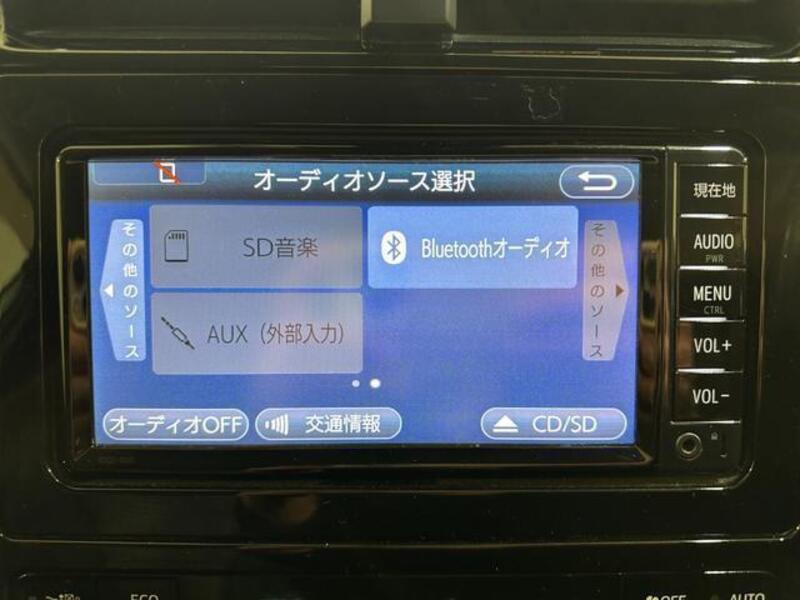 オーディオソース選択
現在地
その他のソース
SD音楽
Bluetoothオーディオ
その他のソース
AUDIO
PWR
MENU
CTRL
AUX（外部入力）
VOL+
VOL−
オーディオOFF
交通情報
CD/SD
ECO
OFF
AUTO